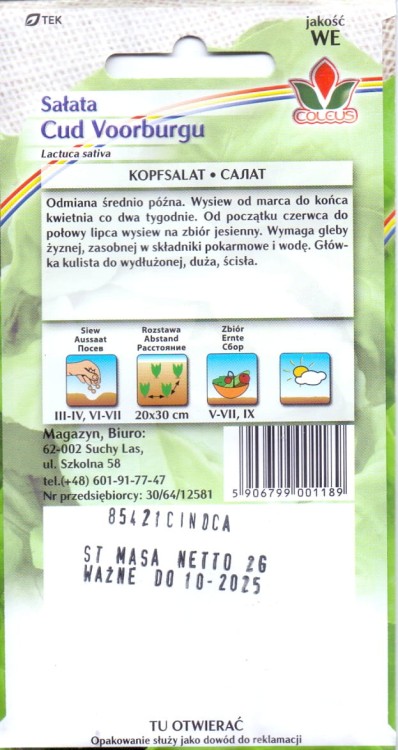 TEK
jakość
WE
Sałata
Cud Voorburgu
Lactuca sativa
COLEUS
KOPFSALAT • САЛАТ
Odmiana średnio późna. Wysiew od marca do końca
kwietnia co dwa tygodnie. Od początku czerwca do
połowy lipca wysiew na zbiór jesienny. Wymaga gleby
żyznej, zasobnej w składniki pokarmowe i wodę. Głów-
ka kulista do wydłużonej, duża, ścisła.
Siew
Aussaat
Посев
Rozstawa
Abstand
Расстояние
Zbiór
Ernte
Сбор
III-IV, VI-VII
20x30 cm
V-VII, IX
Magazyn, Biuro:
62-002 Suchy Las,
ul. Szkolna 58
tel.(+48) 601-91-77-47
Nr przedsiębiorcy: 30/64/12581
5 906799 001189
85421CINDCA
ST MASA NETTO 2G
WAŻNE DO 10-2025
TU OTWIERAĆ
Opakowanie służy jako dowód do reklamacji